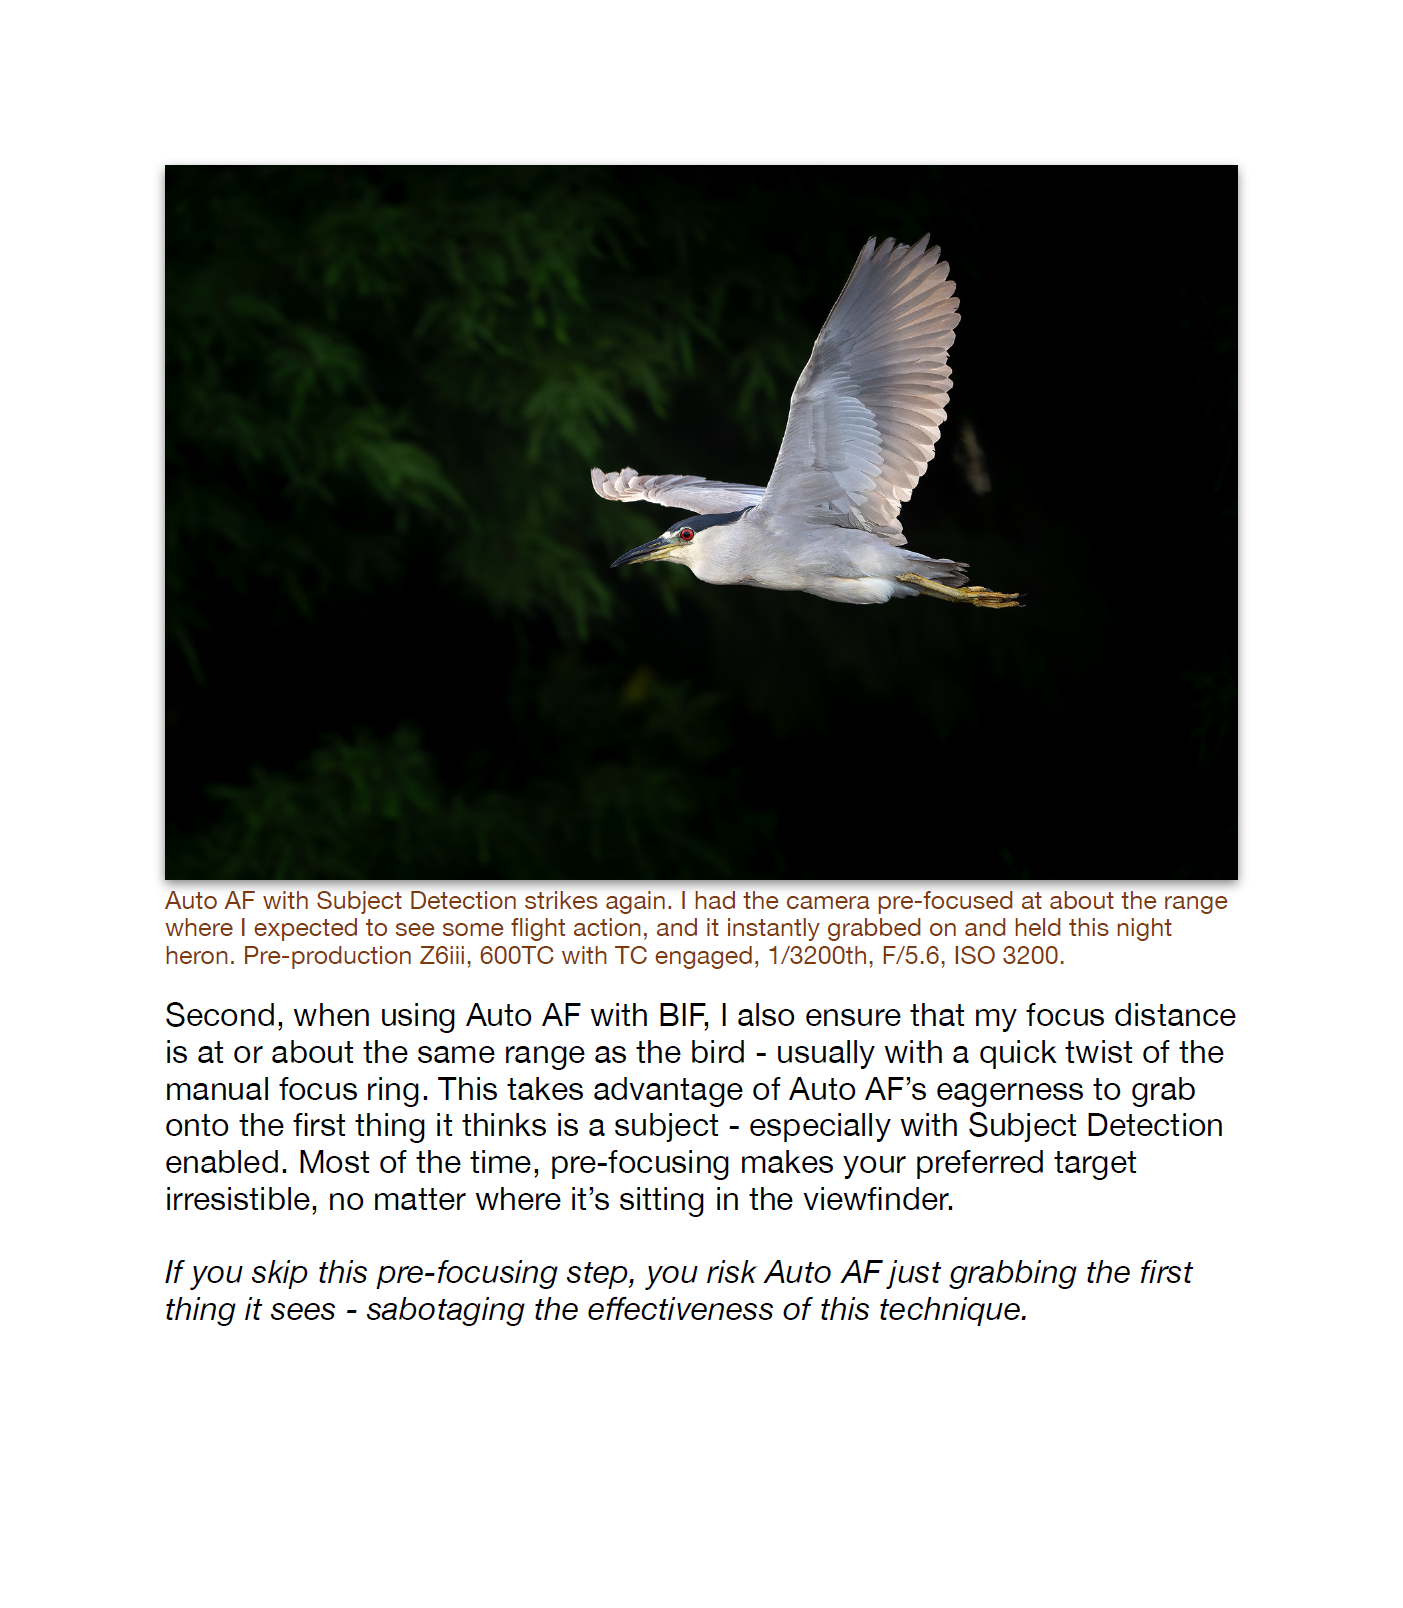 Auto AF with Subject Detection strikes again. I had the camera pre-focused at about the range
where I expected to see some flight action, and it instantly grabbed on and held this night
heron. Pre-production Z6iii, 600TC with TC engaged, 1/3200th, F/5.6, ISO 3200.
Second, when using Auto AF with BIF, I also ensure that my focus distance
is at or about the same range as the bird - usually with a quick twist of the
manual focus ring. This takes advantage of Auto AF’s eagerness to grab
onto the first thing it thinks is a subject - especially with Subject Detection
enabled. Most of the time, pre-focusing makes your preferred target
irresistible, no matter where it’s sitting in the viewfinder.
If you skip this pre-focusing step, you risk Auto AF just grabbing the first
thing it sees - sabotaging the effectiveness of this technique.